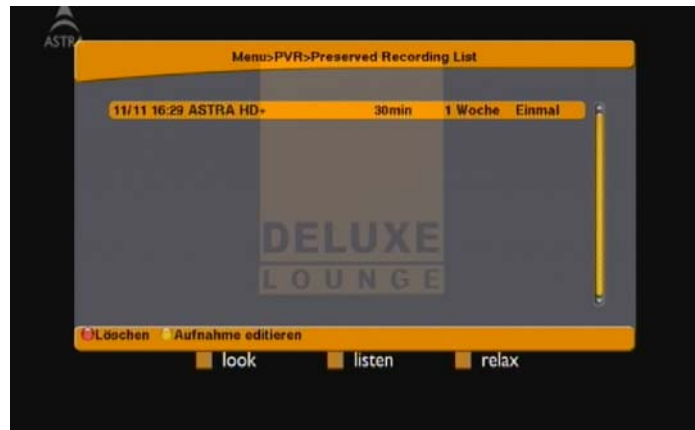 ASTRA
Menu>PVR>Preserved Recording List
11/11 16:29 ASTRA HD+ 30min 1 Woche Einmal
DELUXE
LOUNGE
Löschen Aufnahme editieren
look listen relax